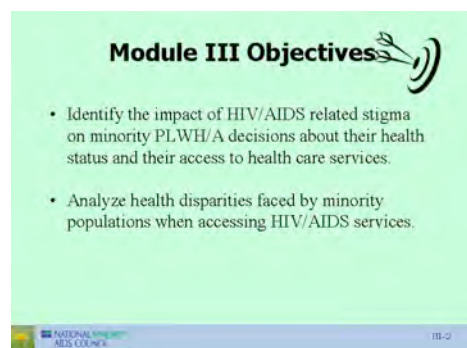 Module III Objectives
• Identify the impact of HIV/AIDS related stigma
on minority PLWH/A decisions about their health
status and their access to health care services.
• Analyze health disparities faced by minority
populations when accessing HIV/AIDS services.
NATIONAL MINORITY
AIDS COUNCIL